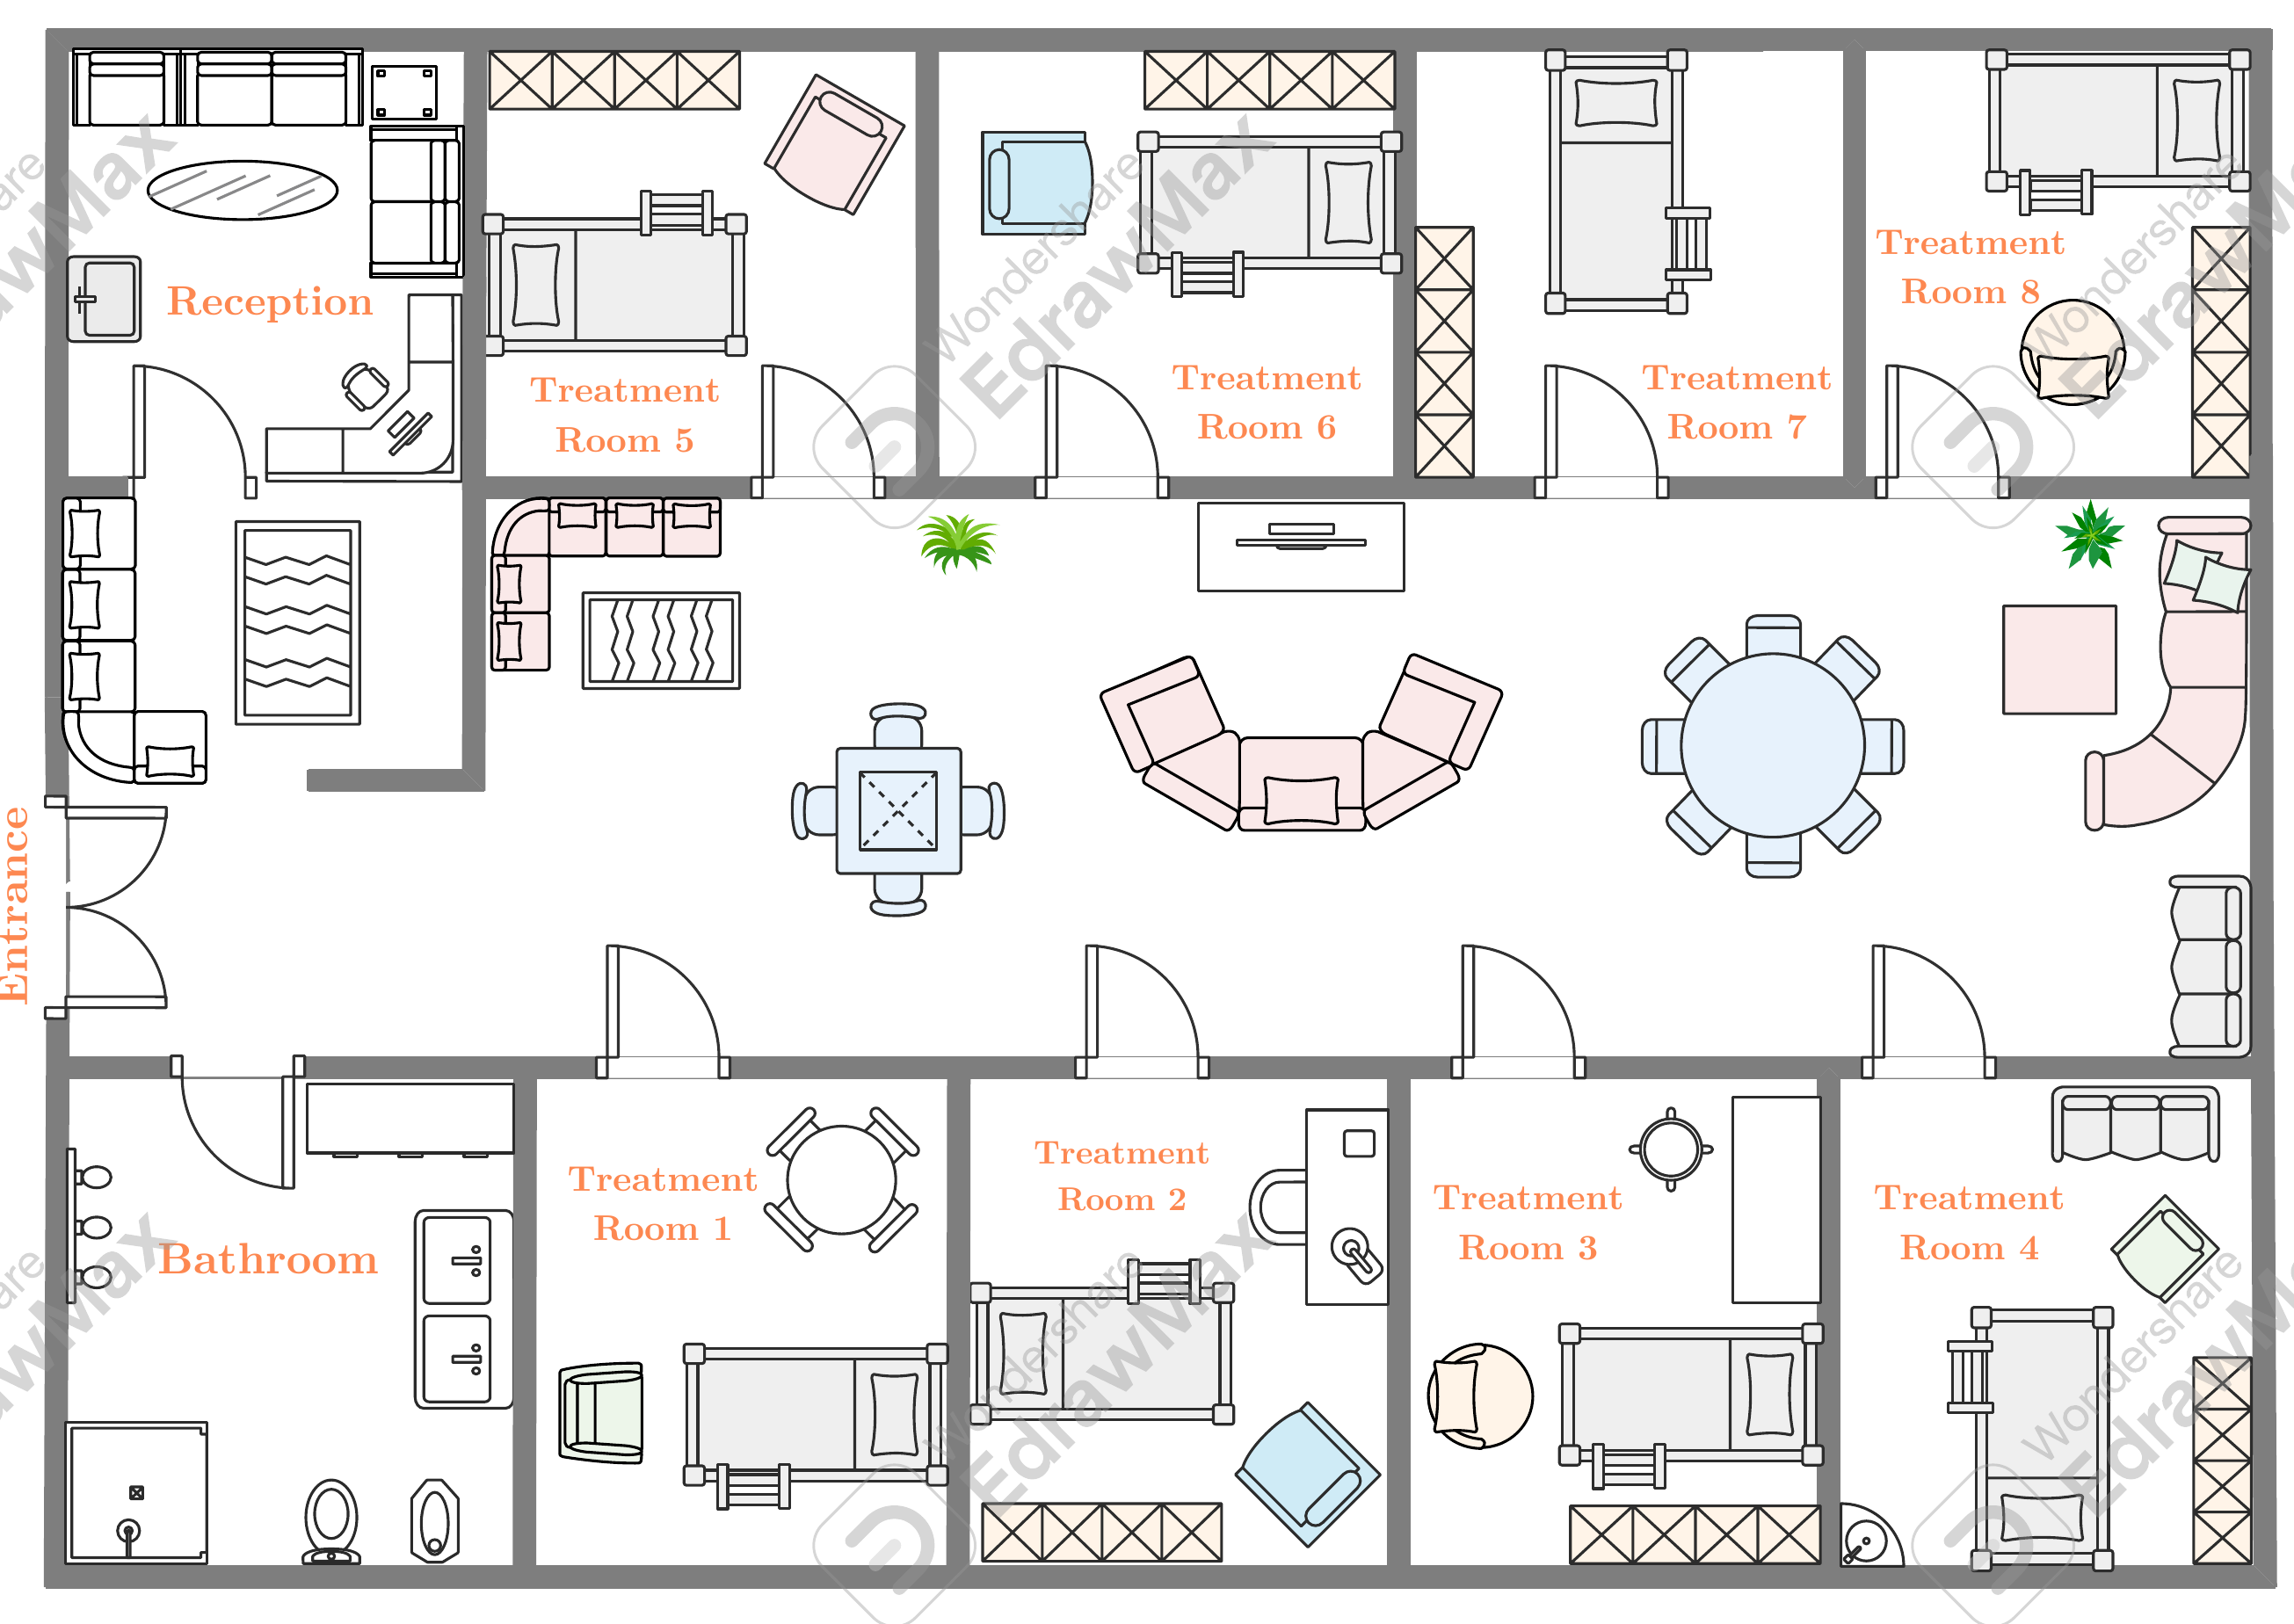 Reception
Treatment
Room 5
Treatment
Room 6
Treatment
Room 7
Treatment
Room 8
Entrance
Bathroom
Treatment
Room 1
Treatment
Room 2
Treatment
Room 3
Treatment
Room 4
Wondershare
EdrawMax
Wondershare
EdrawMax
Wondershare
EdrawMax
Wondershare
EdrawMax